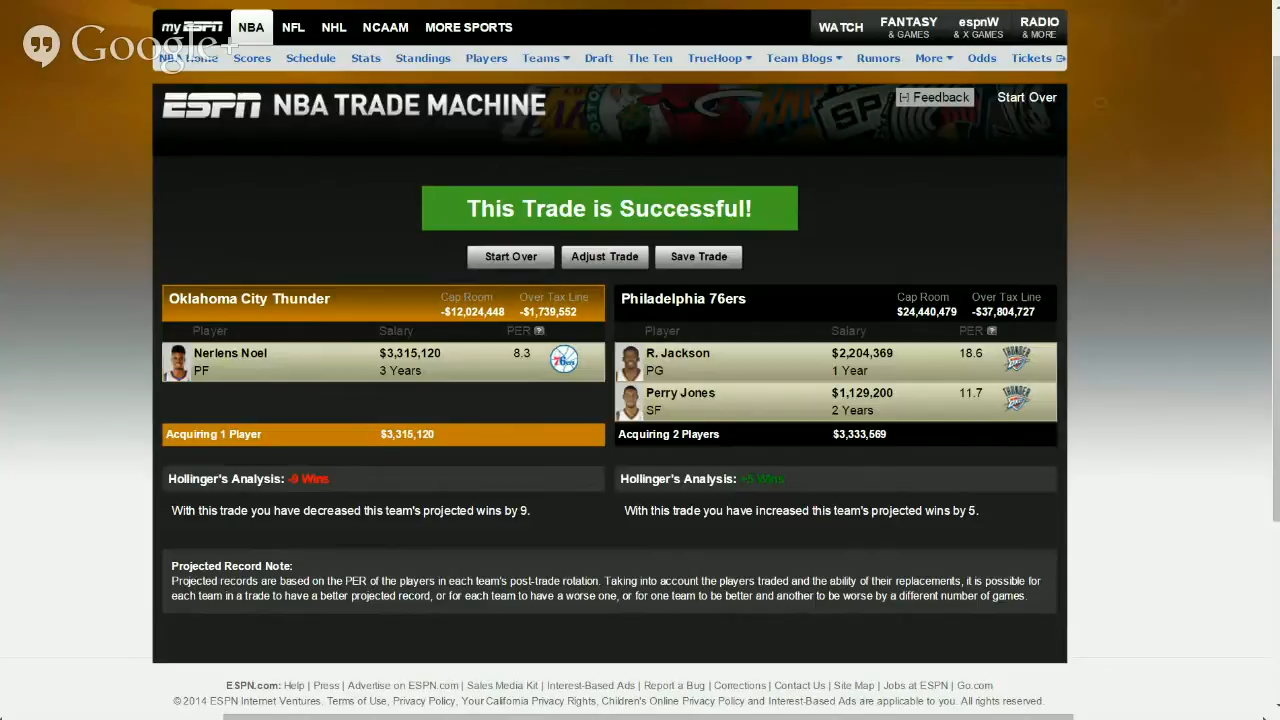 my ESPN NBA NFL NHL NCAAM MORE SPORTS WATCH FANTASY & GAMES espnW & X GAMES RADIO & MORE
Google+
NBA Home Scores Schedule Stats Standings Players Teams Draft The Ten TrueHoop Team Blogs Rumors More Odds Tickets
ESPN NBA TRADE MACHINE [-] Feedback Start Over
This Trade is Successful!
Start Over Adjust Trade Save Trade
Oklahoma City Thunder Cap Room -$12,024,448 Over Tax Line -$1,739,552
Player Salary PER ?
Nerlens Noel $3,315,120 8.3 76ers
PF 3 Years
Acquiring 1 Player $3,315,120
Hollinger's Analysis: -9 Wins
With this trade you have decreased this team's projected wins by 9.
Philadelphia 76ers Cap Room $24,440,479 Over Tax Line -$37,804,727
Player Salary PER ?
R. Jackson $2,204,369 18.6 THUNDER
PG 1 Year
Perry Jones $1,129,200 11.7 THUNDER
SF 2 Years
Acquiring 2 Players $3,333,569
Hollinger's Analysis: +5 Wins
With this trade you have increased this team's projected wins by 5.
Projected Record Note:
Projected records are based on the PER of the players in each team's post-trade rotation. Taking into account the players traded and the ability of their replacements, it is possible for
each team in a trade to have a better projected record, or for each team to have a worse one, or for one team to be better and another to be worse by a different number of games.
ESPN.com: Help | Press | Advertise on ESPN.com | Sales Media Kit | Interest-Based Ads | Report a Bug | Corrections | Contact Us | Site Map | Jobs at ESPN | Go.com
© 2014 ESPN Internet Ventures. Terms of Use, Privacy Policy, Your California Privacy Rights, Children's Online Privacy Policy and Interest-Based Ads are applicable to you. All rights reserved.